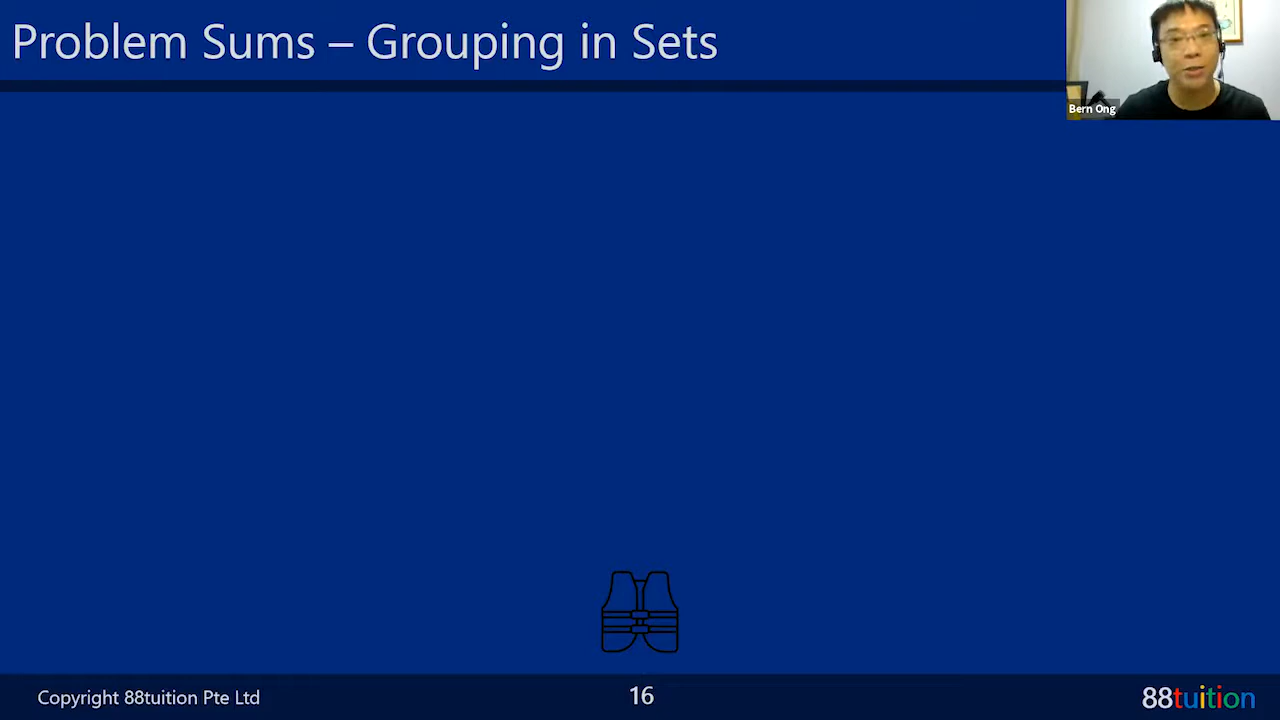 Problem Sums – Grouping in Sets
Bern Ong
Copyright 88tuition Pte Ltd
16
88tuition